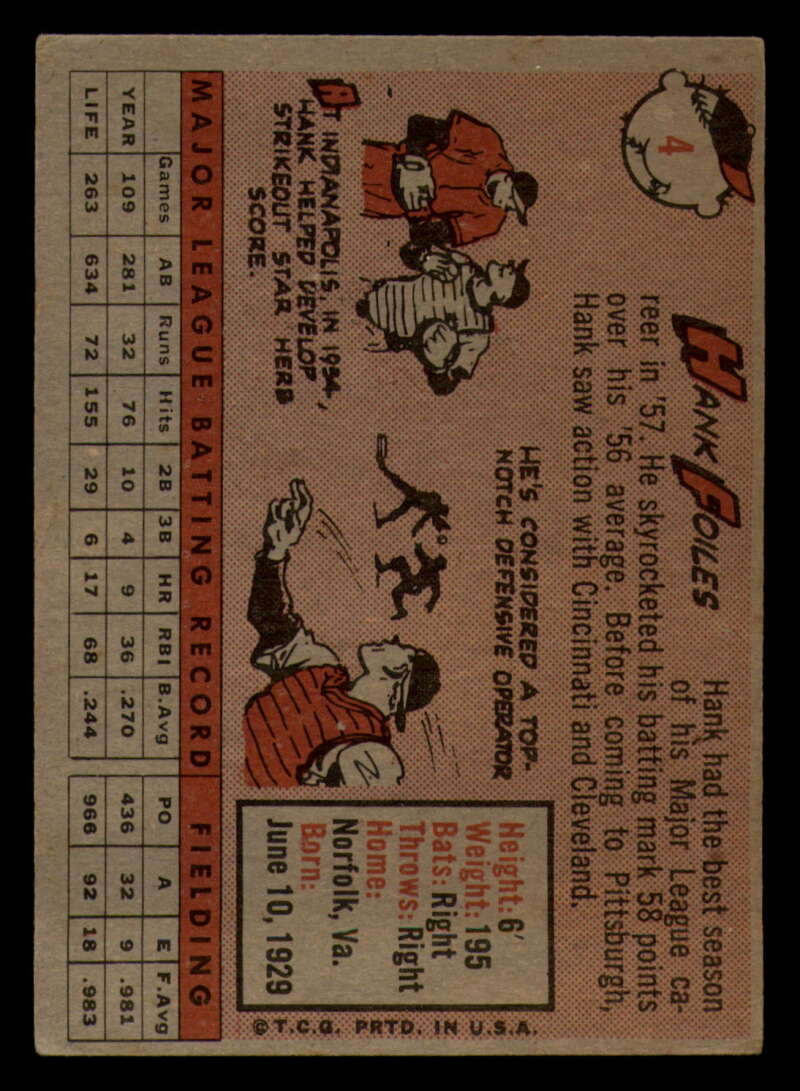 4
HANK FOILES
Hank had the best season
of his Major League ca-
reer in '57. He skyrocketed his batting mark 58 points
over his '56 average. Before coming to Pittsburgh,
Hank saw action with Cincinnati and Cleveland.
AT INDIANAPOLIS, IN 1954,
HANK HELPED DEVELOP
STRIKEOUT STAR HERB
SCORE.
HE'S CONSIDERED A TOP-
NOTCH DEFENSIVE OPERATOR
Height: 6'
Weight: 195
Bats: Right
Throws: Right
Home:
Norfolk, Va.
Born:
June 10, 1929
©T.C.G. PRTD. IN U.S.A.
MAJOR LEAGUE BATTING RECORD FIELDING
Games AB Runs Hits 2B 3B HR RBI B.Avg PO A E F.Avg
YEAR 109 281 32 76 10 4 9 36 .270 436 32 9 .981
LIFE 263 634 72 155 29 6 17 68 .244 966 92 18 .983